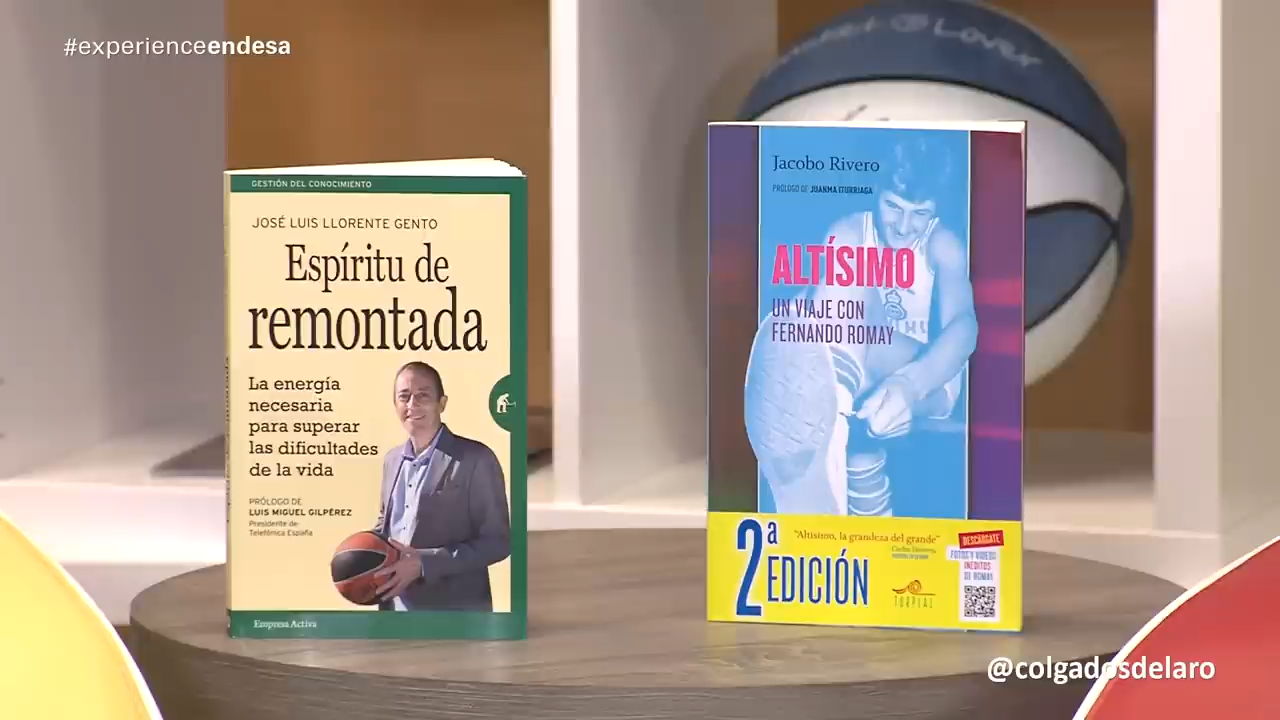 #experienceendesa
et Lover
GESTIÓN DEL CONOCIMIENTO
JOSÉ LUIS LLORENTE GENTO
Espíritu de
remontada
La energía
necesaria
para superar
las dificultades
de la vida
PRÓLOGO DE
LUIS MIGUEL GILPÉREZ
Presidente de
Telefónica España
Empresa Activa
Jacobo Rivero
PRÓLOGO DE JUANMA ITURRIAGA
ALTÍSIMO
UN VIAJE CON
FERNANDO ROMAY
2ª
EDICIÓN
"Altísimo, la grandeza del grande"
TURPIAL
DESCÁRGATE
FOTOS Y VIDEOS
INÉDITOS
DE ROMAY
@colgadosdelaro